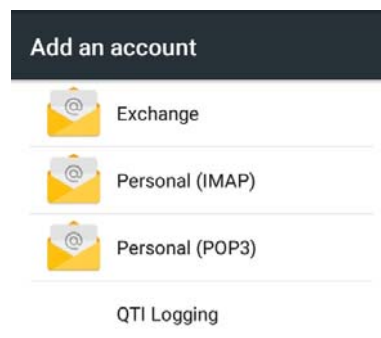 Add an account
Exchange
Personal (IMAP)
Personal (POP3)
QTI Logging